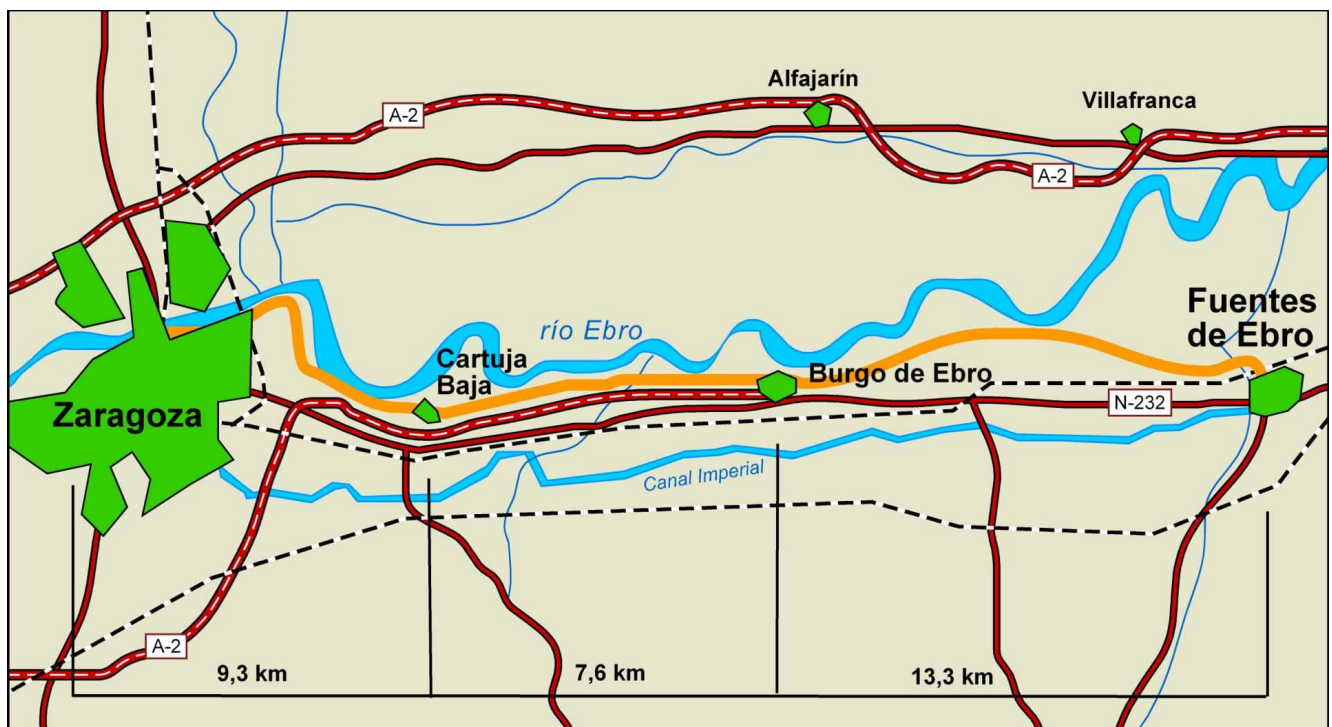 Alfajarín
Villafranca
A-2
A-2
Fuentes
de Ebro
río Ebro
Cartuja
Baja
Burgo de Ebro
Zaragoza
N-232
Canal Imperial
A-2
9,3 km
7,6 km
13,3 km